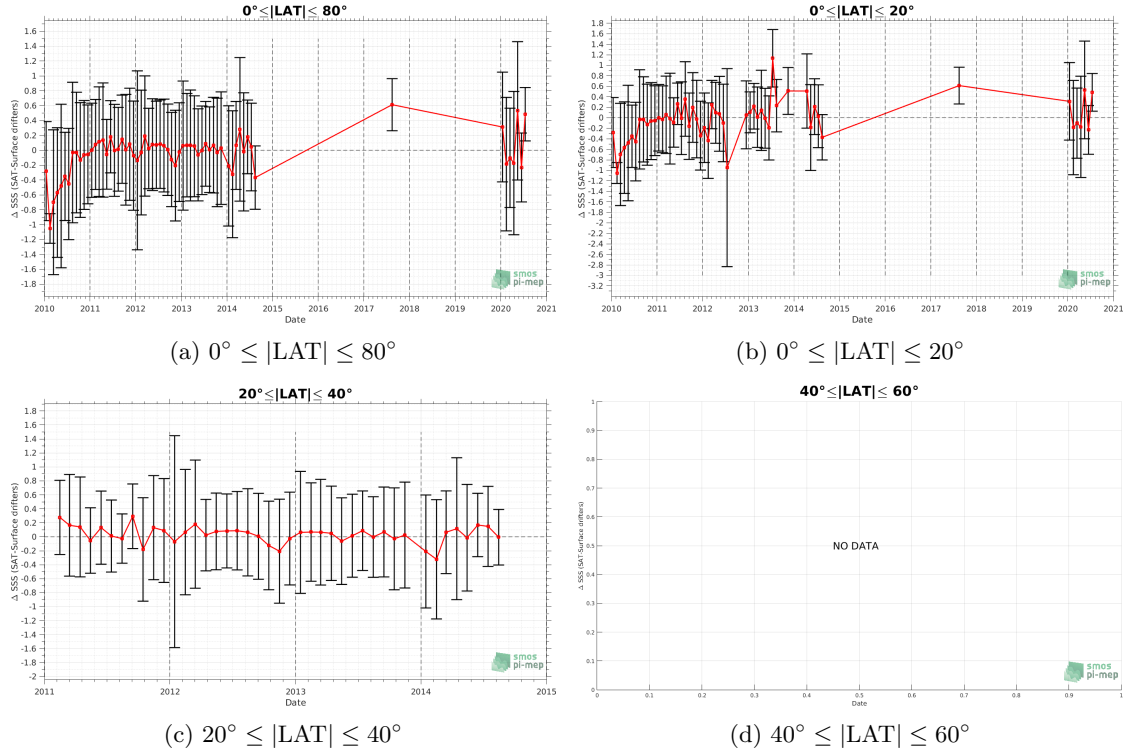 0°≤|LAT|≤ 80°
Δ SSS (SAT-Surface drifters)
1.6
1.4
1.2
1
0.8
0.6
0.4
0.2
0
-0.2
-0.4
-0.6
-0.8
-1
-1.2
-1.4
-1.6
-1.8
2010 2011 2012 2013 2014 2015 2016 2017 2018 2019 2020 2021
Date
smos
pi-mep
(a) 0° ≤ |LAT| ≤ 80°
0°≤|LAT|≤ 20°
Δ SSS (SAT-Surface drifters)
1.8
1.6
1.4
1.2
1
0.8
0.6
0.4
0.2
0
-0.2
-0.4
-0.6
-0.8
-1
-1.2
-1.4
-1.6
-1.8
-2
-2.2
-2.4
-2.6
-2.8
-3
-3.2
2010 2011 2012 2013 2014 2015 2016 2017 2018 2019 2020 2021
Date
smos
pi-mep
(b) 0° ≤ |LAT| ≤ 20°
20°≤|LAT|≤ 40°
Δ SSS (SAT-Surface drifters)
1.8
1.6
1.4
1.2
1
0.8
0.6
0.4
0.2
0
-0.2
-0.4
-0.6
-0.8
-1
-1.2
-1.4
-1.6
-1.8
-2
2011 2012 2013 2014 2015
Date
smos
pi-mep
(c) 20° ≤ |LAT| ≤ 40°
40°≤|LAT|≤ 60°
Δ SSS (SAT-Surface drifters)
1
0.9
0.8
0.7
0.6
0.5
0.4
0.3
0.2
0.1
0
NO DATA
0 0.1 0.2 0.3 0.4 0.5 0.6 0.7 0.8 0.9 1
Date
smos
pi-mep
(d) 40° ≤ |LAT| ≤ 60°